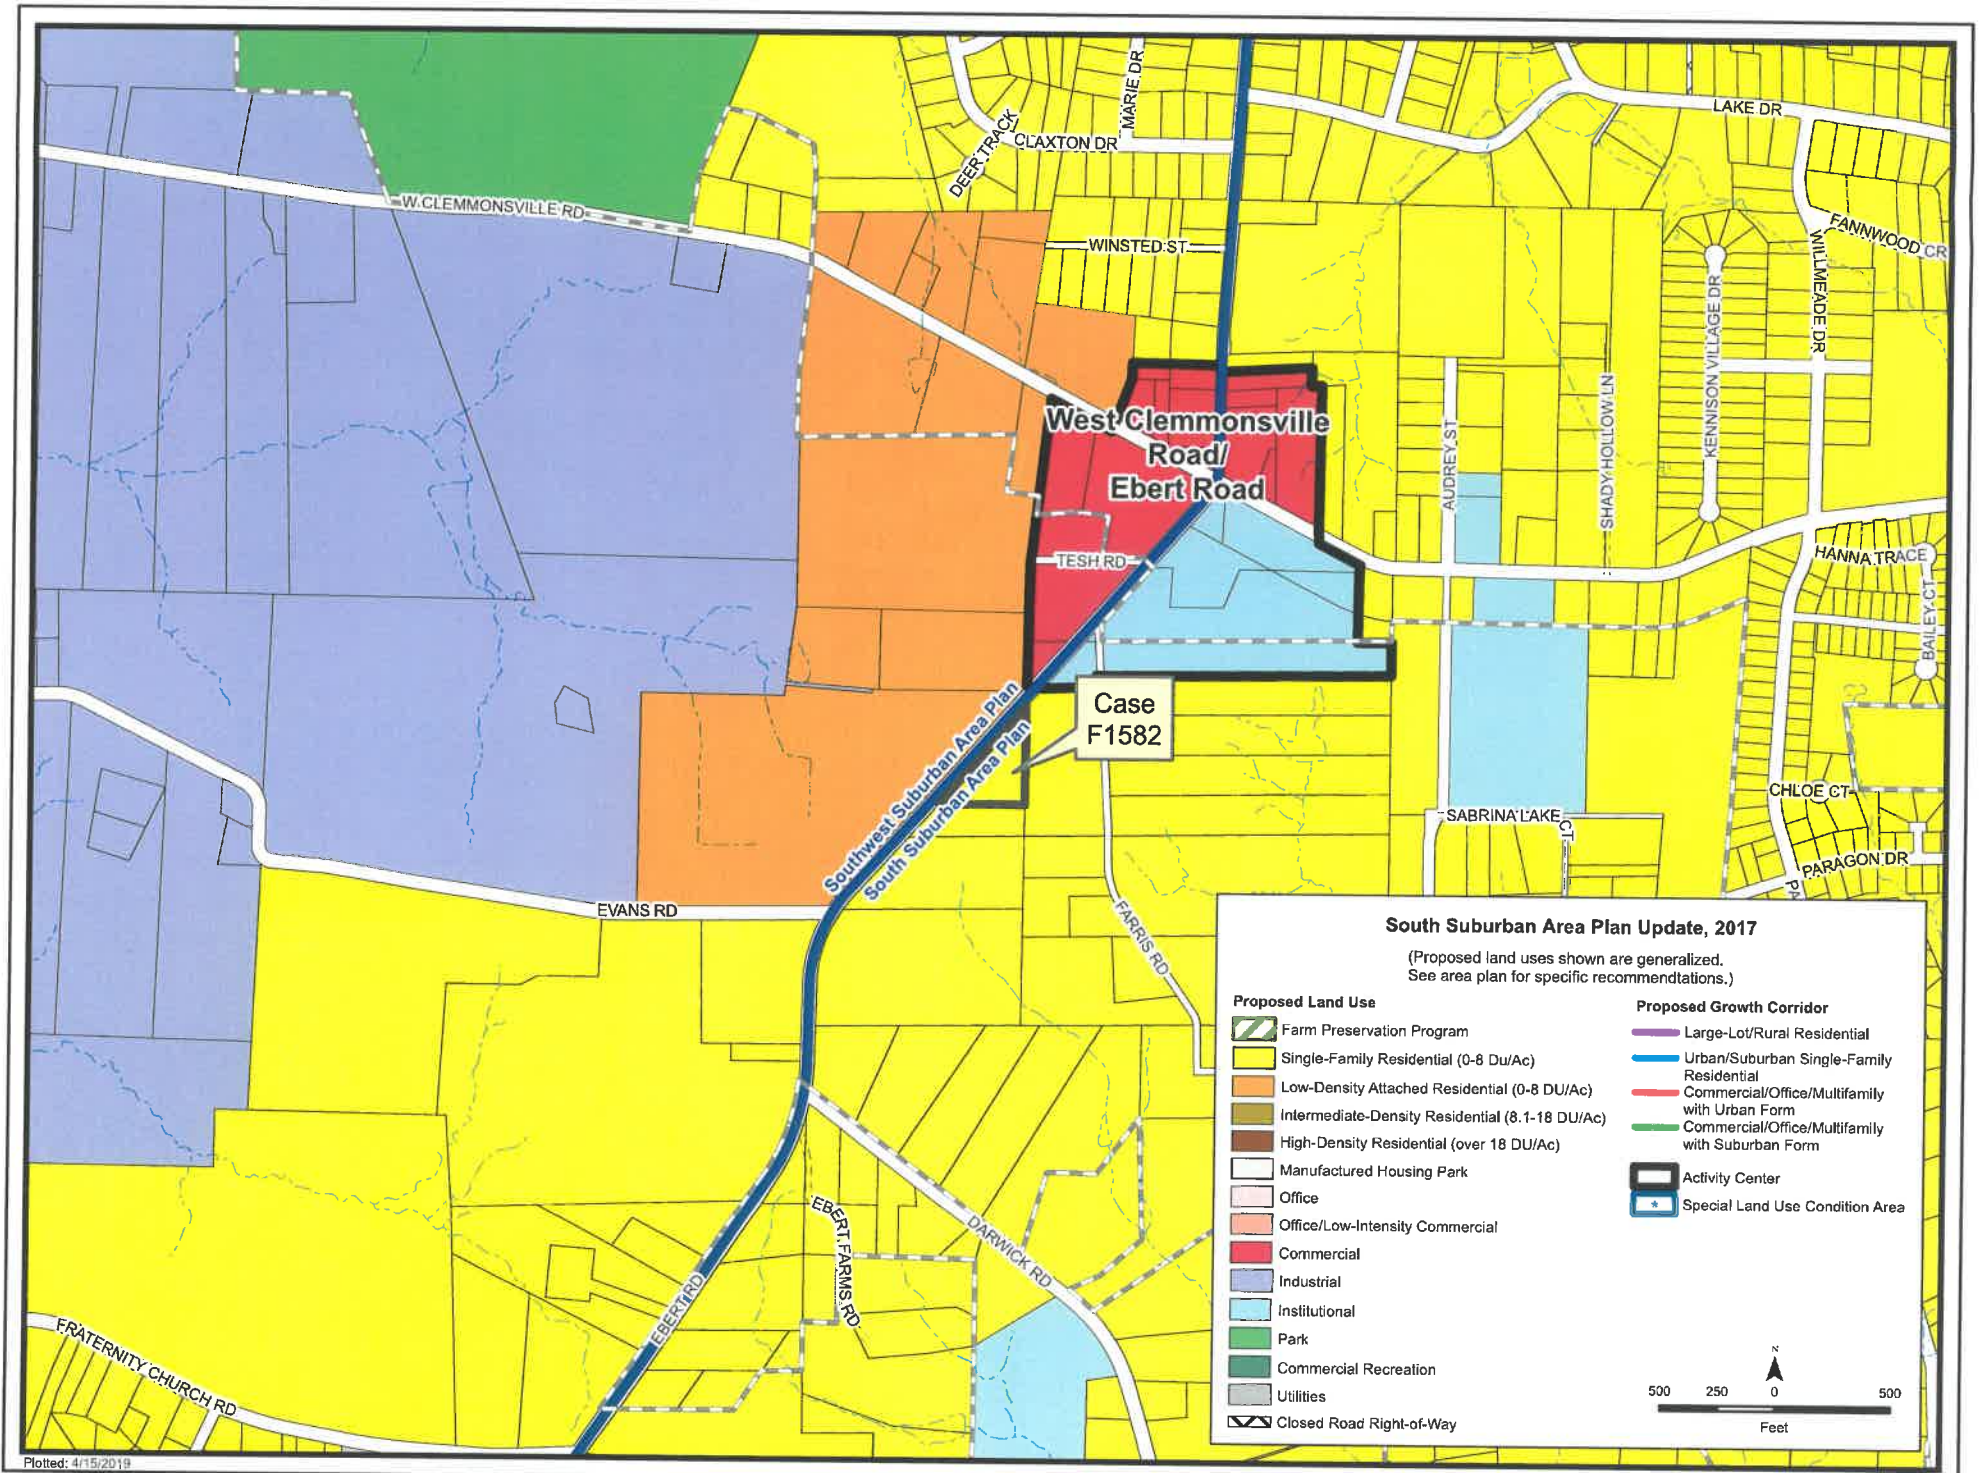 LAKE DR
MARIE DR
CLAXTON DR
DEER TRACK
W CLEMMONSVILLE RD
WINSTED ST
FANNWOOD CR
WILLMEADE DR
KENNISON VILLAGE DR
SHADY HOLLOW LN
AUDREY ST
West Clemmonsville
Road/
Ebert Road
TESH RD
HANNA TRACE
BAILEY CT
Case
F1582
Southwest Suburban Area Plan
South Suburban Area Plan
CHLOE CT
SABRINA LAKE CT
PARAGON DR
PA
EVANS RD
FARRIS RD
EBERT FARMS RD
DARWICK RD
EBERT RD
FRATERNITY CHURCH RD
South Suburban Area Plan Update, 2017
(Proposed land uses shown are generalized.
See area plan for specific recommendtations.)
Proposed Land Use
Farm Preservation Program
Single-Family Residential (0-8 Du/Ac)
Low-Density Attached Residential (0-8 DU/Ac)
Intermediate-Density Residential (8.1-18 DU/Ac)
High-Density Residential (over 18 DU/Ac)
Manufactured Housing Park
Office
Office/Low-Intensity Commercial
Commercial
Industrial
Institutional
Park
Commercial Recreation
Utilities
Closed Road Right-of-Way
Proposed Growth Corridor
Large-Lot/Rural Residential
Urban/Suburban Single-Family
Residential
Commercial/Office/Multifamily
with Urban Form
Commercial/Office/Multifamily
with Suburban Form
Activity Center
*
Special Land Use Condition Area
N
500 250 0 500
Feet
Plotted: 4/15/2019